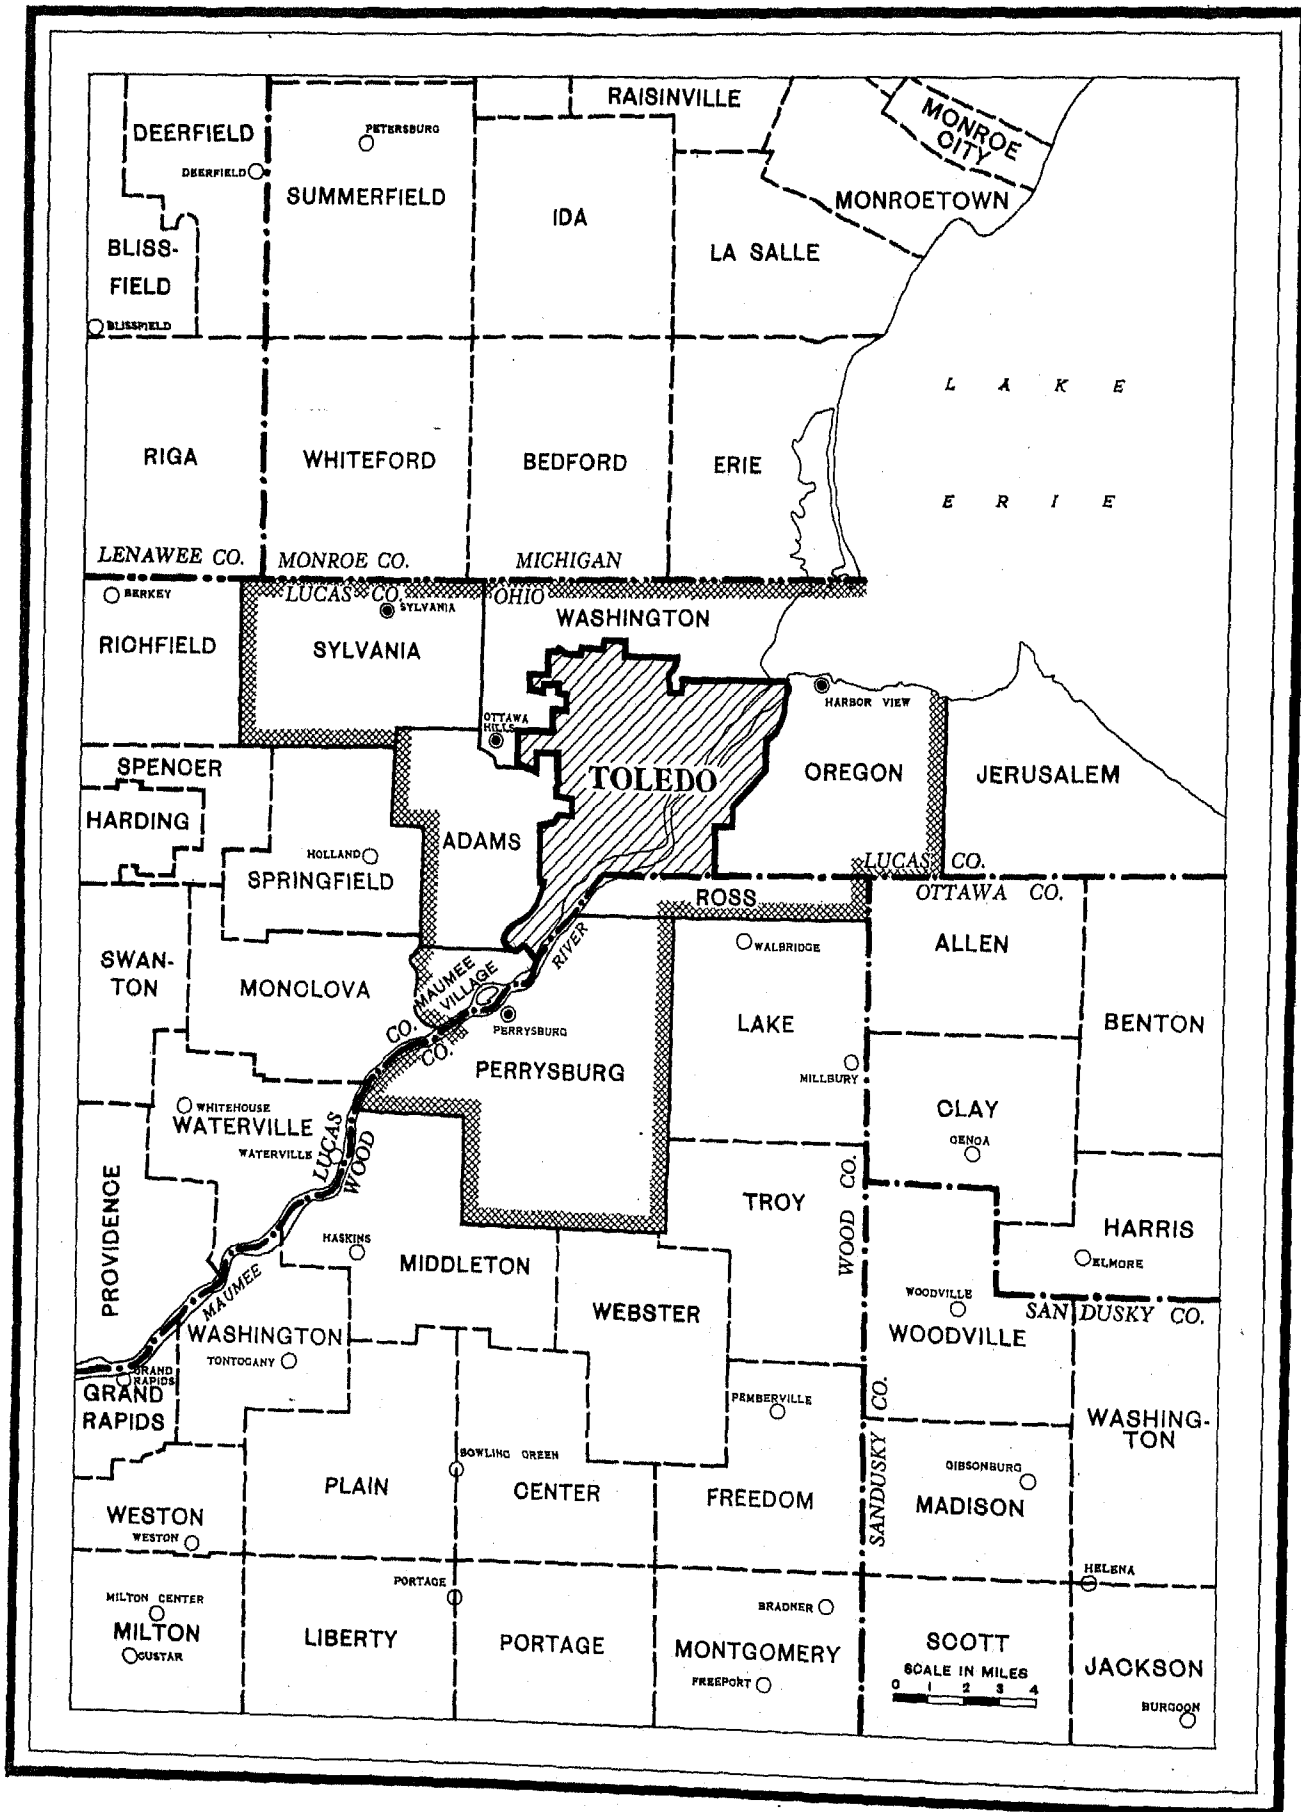 RAISINVILLE
MONROE
CITY
DEERFIELD
PETERSBURG
DEERFIELD
SUMMERFIELD
IDA
MONROETOWN
BLISS-
FIELD
LA SALLE
BLISSFIELD
L A K E
RIGA
WHITEFORD
BEDFORD
ERIE
E R I E
LENAWEE CO.
MONROE CO.
MICHIGAN
BERKEY
LUCAS CO.
OHIO
SYLVANIA
WASHINGTON
RICHFIELD
SYLVANIA
HARBOR VIEW
OTTAWA
HILLS
SPENCER
TOLEDO
OREGON
JERUSALEM
HARDING
ADAMS
HOLLAND
SPRINGFIELD
LUCAS CO.
OTTAWA CO.
ROSS
RIVER
WALBRIDGE
ALLEN
SWAN-
TON
MONCLOVA
MAUMEE
VILLAGE
PERRYSBURG
CO.
CO.
LAKE
BENTON
PERRYSBURG
MILLBURY
WHITEHOUSE
WATERVILLE
WATERVILLE
LUCAS
WOOD
CLAY
GENOA
PROVIDENCE
TROY
WOOD CO.
HARRIS
HASKINS
MIDDLETON
ELMORE
MAUMEE
WEBSTER
WOODVILLE
SANDUSKY CO.
WASHINGTON
WOODVILLE
TONTOGANY
GRAND
RAPIDS
GRAND
RAPIDS
PEMBERVILLE
SANDUSKY CO.
WASHING-
TON
BOWLING GREEN
GIBSONBURG
PLAIN
CENTER
FREEDOM
MADISON
WESTON
WESTON
HELENA
PORTAGE
MILTON CENTER
BRADNER
MILTON
CUSTAR
LIBERTY
PORTAGE
MONTGOMERY
SCOTT
FREEPORT
SCALE IN MILES
0 1 2 3 4
JACKSON
BURGOON